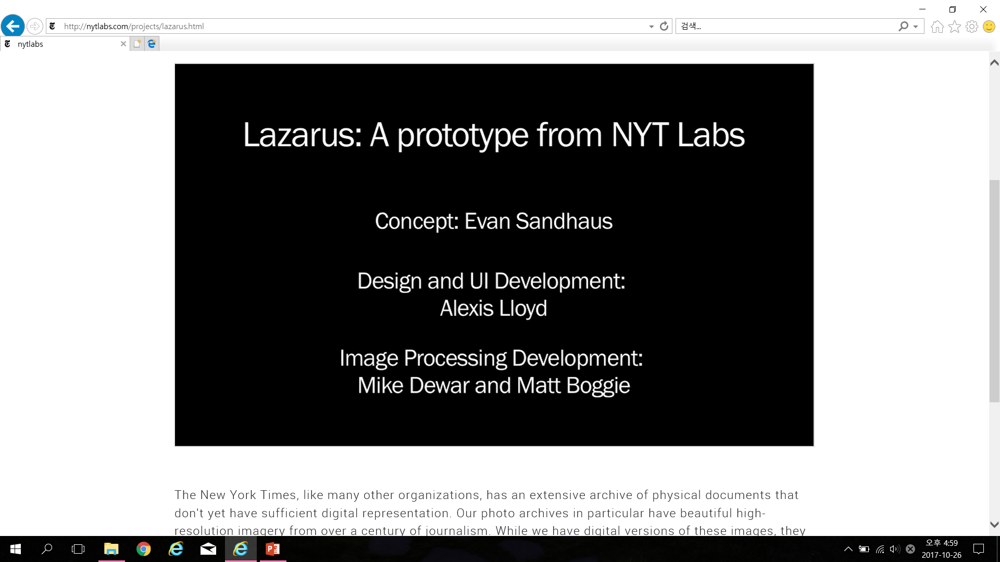 http://nytlabs.com/projects/lazarus.html
검색...
nytlabs
Lazarus: A prototype from NYT Labs
Concept: Evan Sandhaus
Design and UI Development:
Alexis Lloyd
Image Processing Development:
Mike Dewar and Matt Boggie
The New York Times, like many other organizations, has an extensive archive of physical documents that
don't yet have sufficient digital representation. Our photo archives in particular have beautiful high-
resolution imagery from over a century of journalism. While we have digital versions of these images, they
오후 4:59
2017-10-26